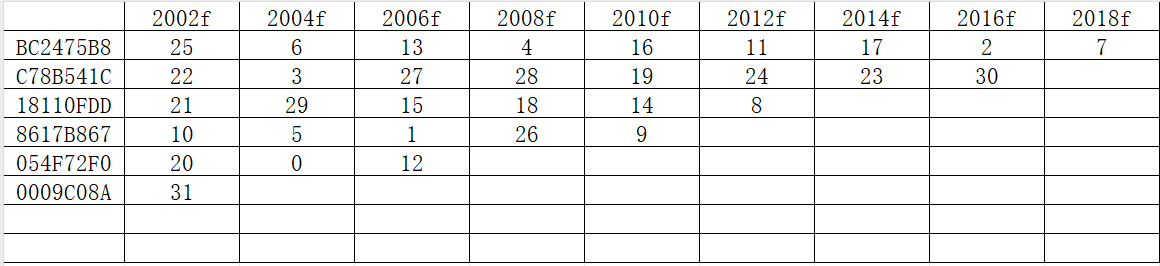 2002f 2004f 2006f 2008f 2010f 2012f 2014f 2016f 2018f
BC2475B8 25 6 13 4 16 11 17 2 7
C78B541C 22 3 27 28 19 24 23 30
18110FDD 21 29 15 18 14 8
8617B867 10 5 1 26 9
054F72F0 20 0 12
0009C08A 31